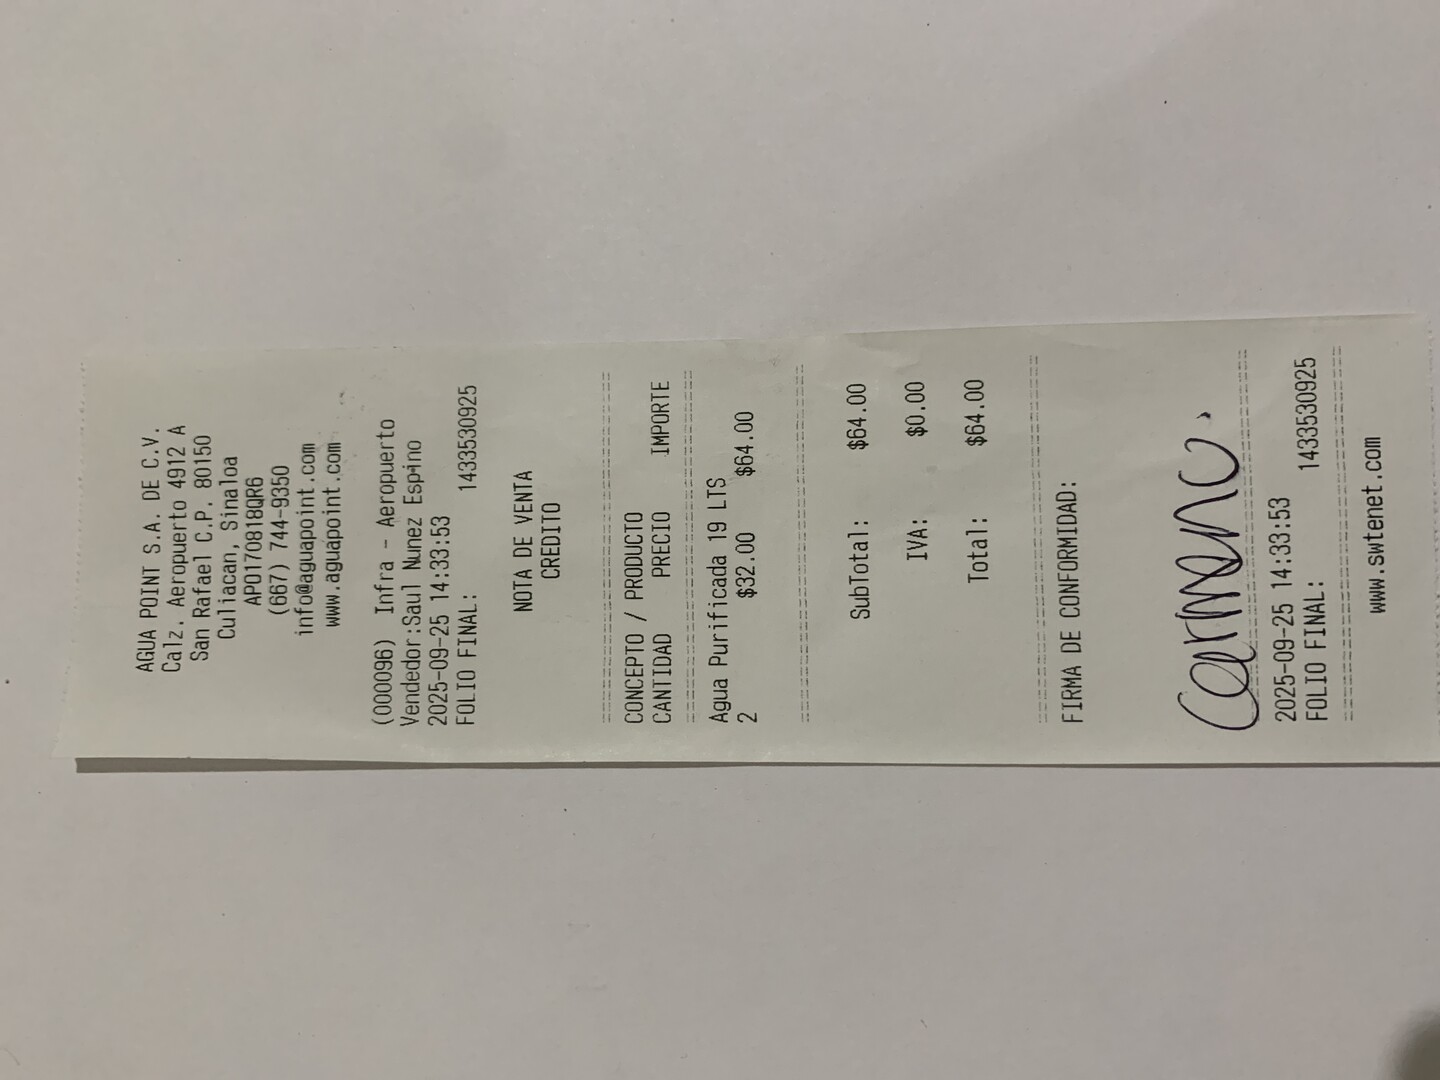 AGUA POINT S.A. DE C.V.
Calz. Aeropuerto 4912 A
San Rafael C.P. 80150
Culiacan, Sinaloa
APO170818QR6
(667) 744-9350
info@aguapoint.com
www.aguapoint.com
(000096) Infra - Aeropuerto
Vendedor:Saul Nunez Espino
2025-09-25 14:33:53
FOLIO FINAL: 1433530925
NOTA DE VENTA
CREDITO
CONCEPTO / PRODUCTO
CANTIDAD PRECIO IMPORTE
Agua Purificada 19 LTS
2 $32.00 $64.00
SubTotal: $64.00
IVA: $0.00
Total: $64.00
FIRMA DE CONFORMIDAD:
2025-09-25 14:33:53
FOLIO FINAL: 1433530925
www.swtenet.com